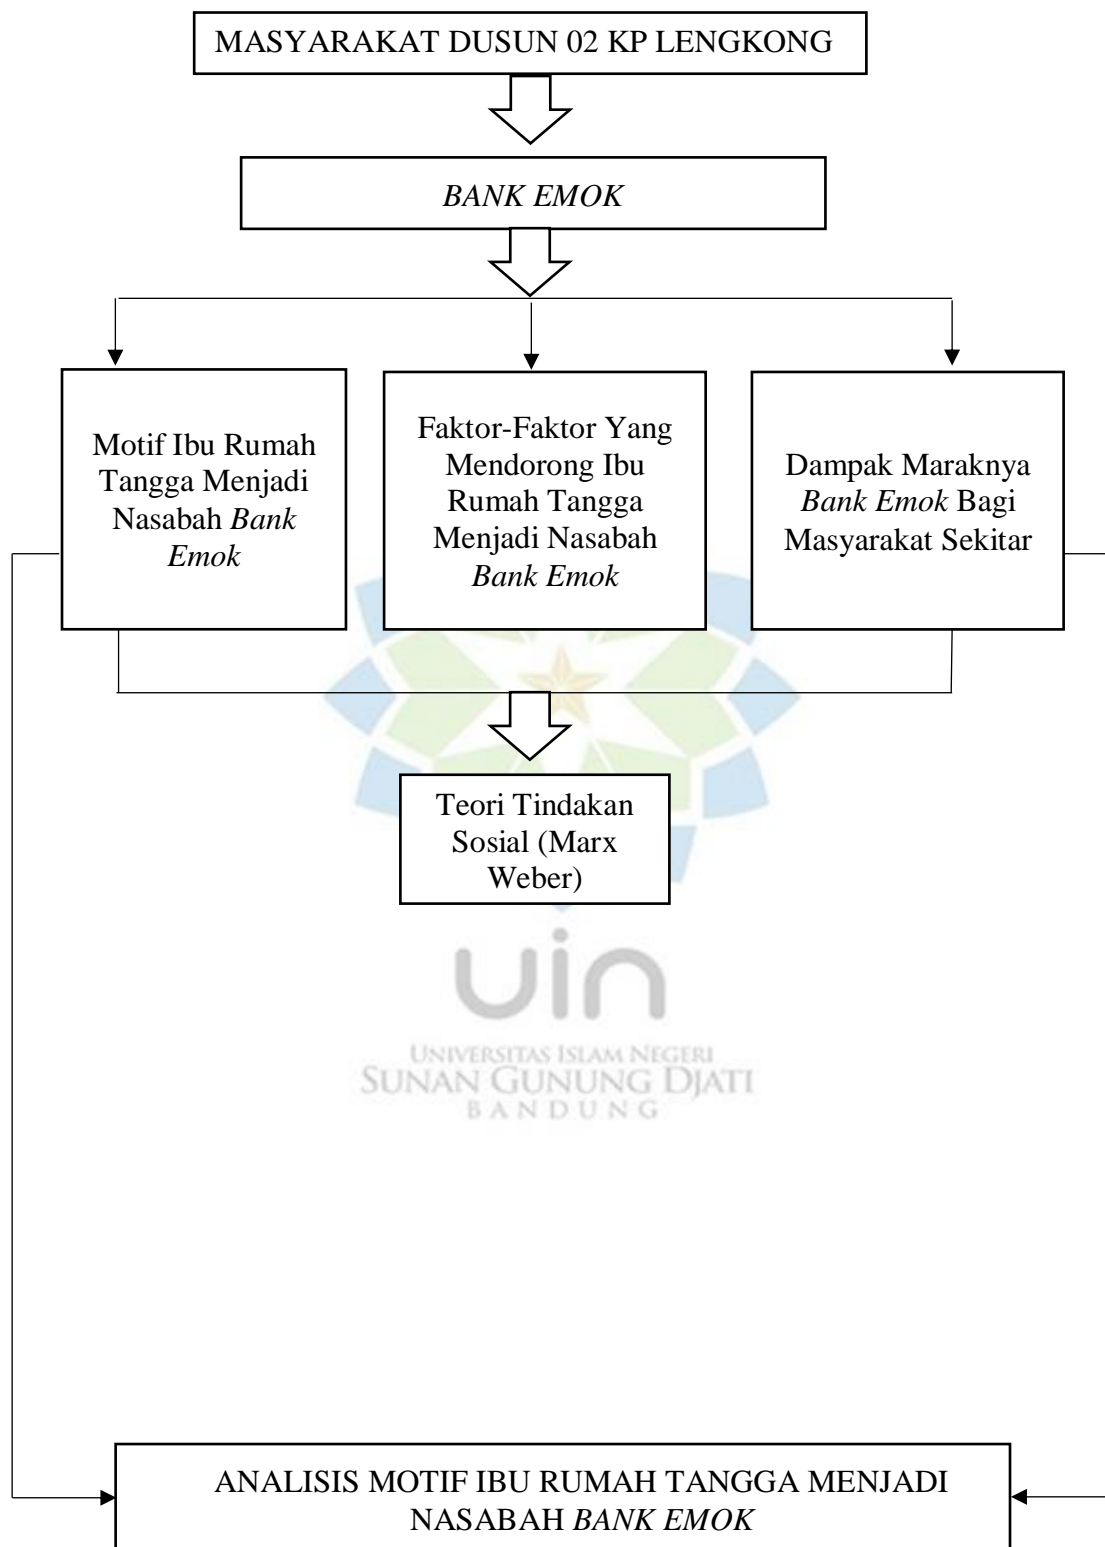 MASYARAKAT DUSUN 02 KP LENGKONG
BANK EMOK
Motif Ibu Rumah
Tangga Menjadi
Nasabah Bank
Emok
Faktor-Faktor Yang
Mendorong Ibu
Rumah Tangga
Menjadi Nasabah
Bank Emok
Dampak Maraknya
Bank Emok Bagi
Masyarakat Sekitar
Teori Tindakan
Sosial (Marx
Weber)
uin
UNIVERSITAS ISLAM NEGERI
SUNAN GUNUNG DJATI
BANDUNG
ANALISIS MOTIF IBU RUMAH TANGGA MENJADI
NASABAH BANK EMOK